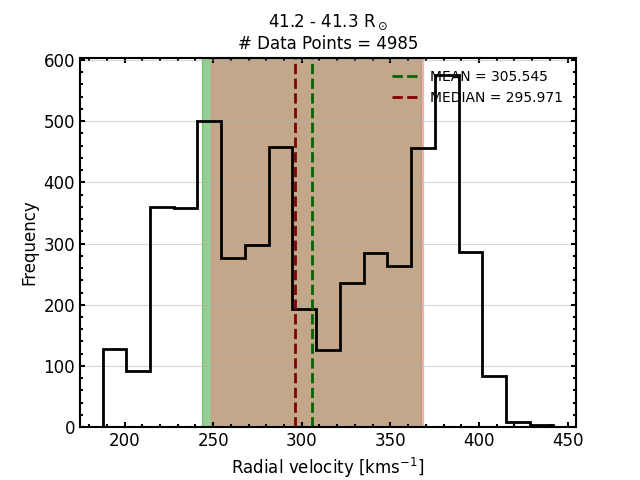 41.2 - 41.3 R⊙
# Data Points = 4985
MEAN = 305.545
MEDIAN = 295.971
Frequency
600
500
400
300
200
100
0
200 250 300 350 400 450
Radial velocity [kms⁻¹]